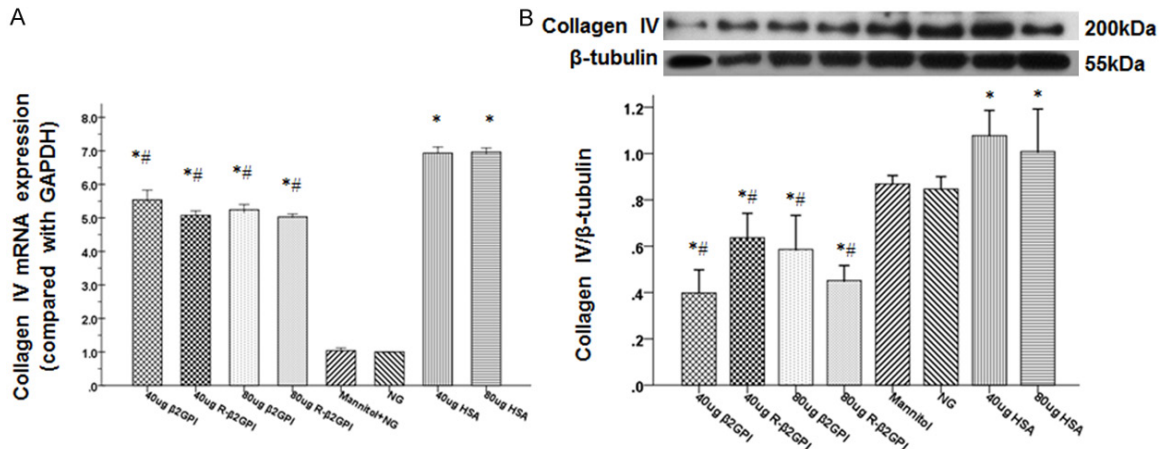 A
Collagen IV mRNA expression
(compared with GAPDH)
8.0
7.0
6.0
5.0
4.0
3.0
2.0
1.0
.0
*#
*#
*#
*#
*
*
40ug β2GPI
40ug R-β2GPI
80ug β2GPI
80ug R-β2GPI
Mannitol+NG
NG
40ug HSA
80ug HSA
B
Collagen IV
200kDa
β-tubulin
55kDa
Collagen IV/β-tubulin
1.2
1.0
.8
.6
.4
.2
.0
*#
*#
*#
*#
*
*
40ug β2GPI
40ug R-β2GPI
80ug β2GPI
80ug R-β2GPI
Mannitol
NG
40ug HSA
80ug HSA